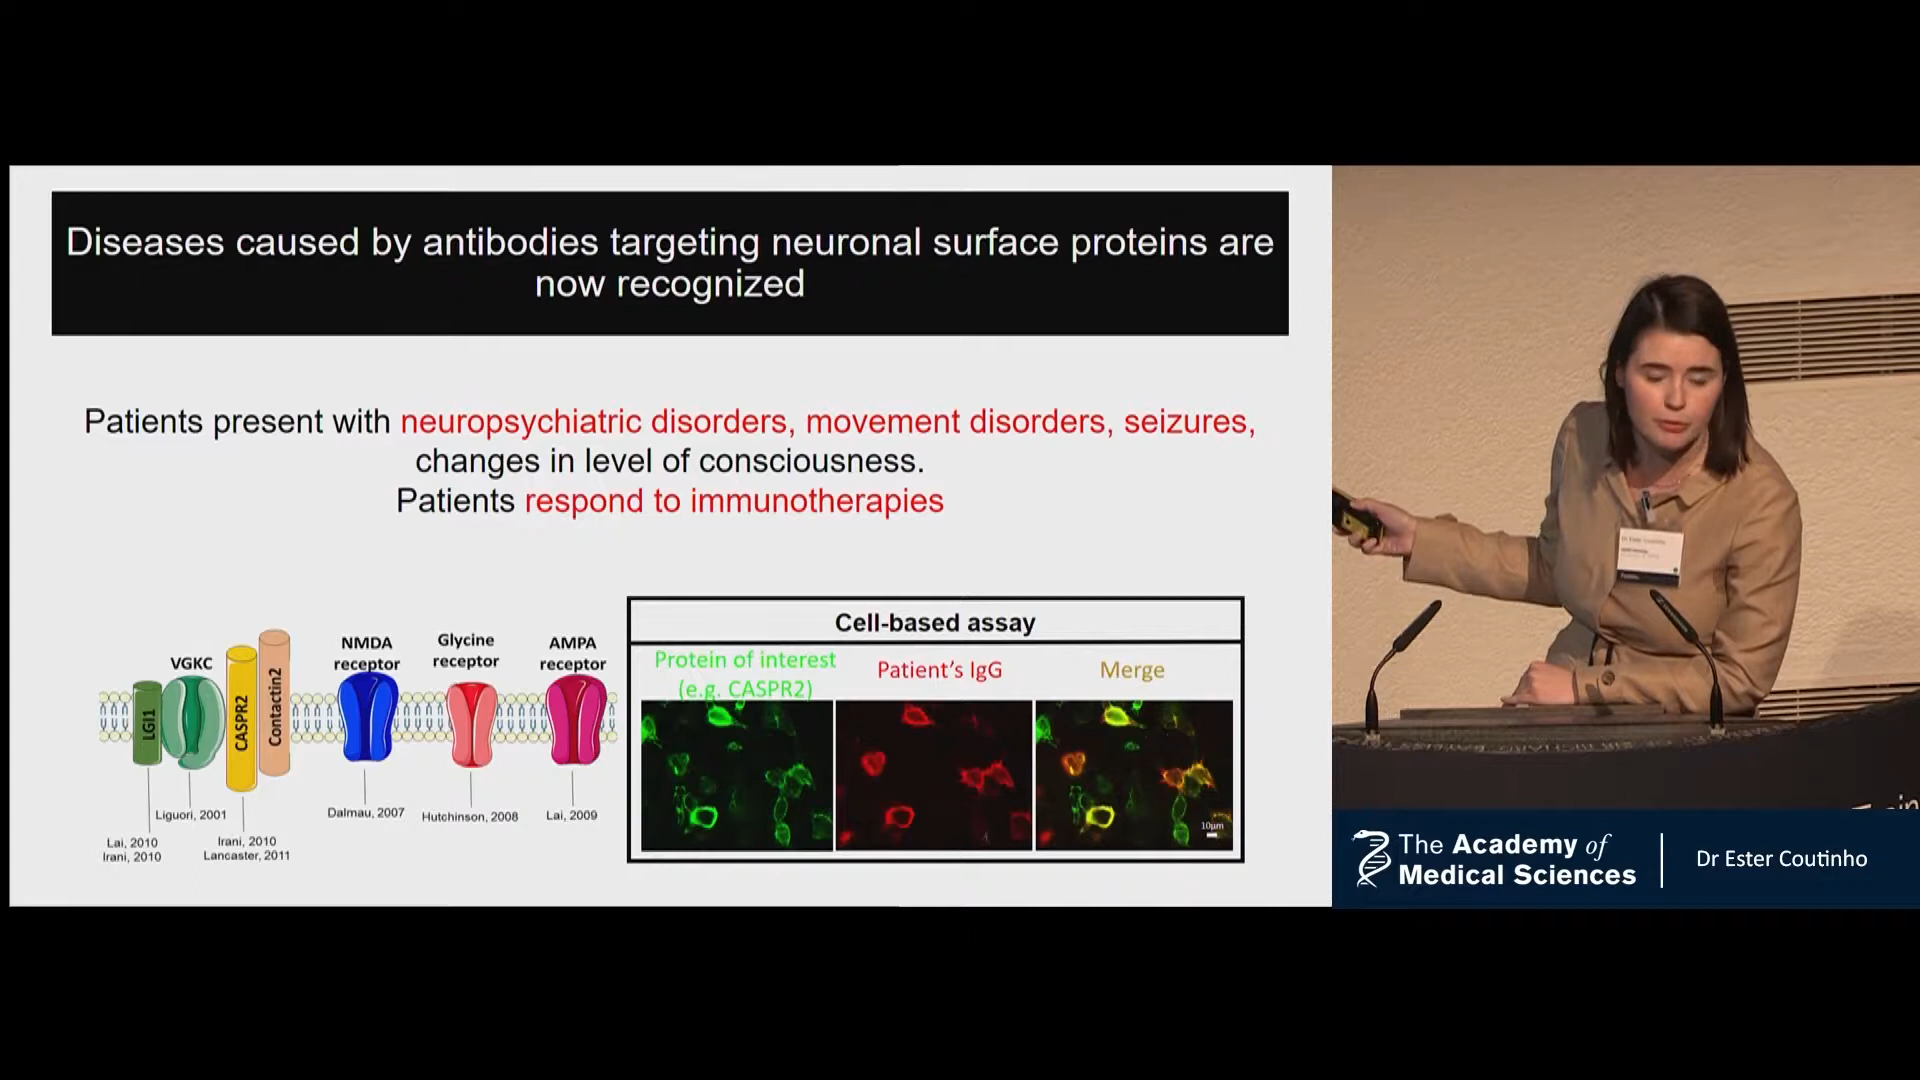 Diseases caused by antibodies targeting neuronal surface proteins are
now recognized
Patients present with neuropsychiatric disorders, movement disorders, seizures,
changes in level of consciousness.
Patients respond to immunotherapies
LGI1
VGKC
CASPR2
Contactin2
NMDA
receptor
Glycine
receptor
AMPA
receptor
Lai, 2010
Irani, 2010
Liguori, 2001
Irani, 2010
Lancaster, 2011
Dalmau, 2007
Hutchinson, 2008
Lai, 2009
Cell-based assay
Protein of interest
(e.g. CASPR2)
Patient's IgG
Merge
10µm
Dr Ester Coutinho
The Academy of
Medical Sciences
Dr Ester Coutinho